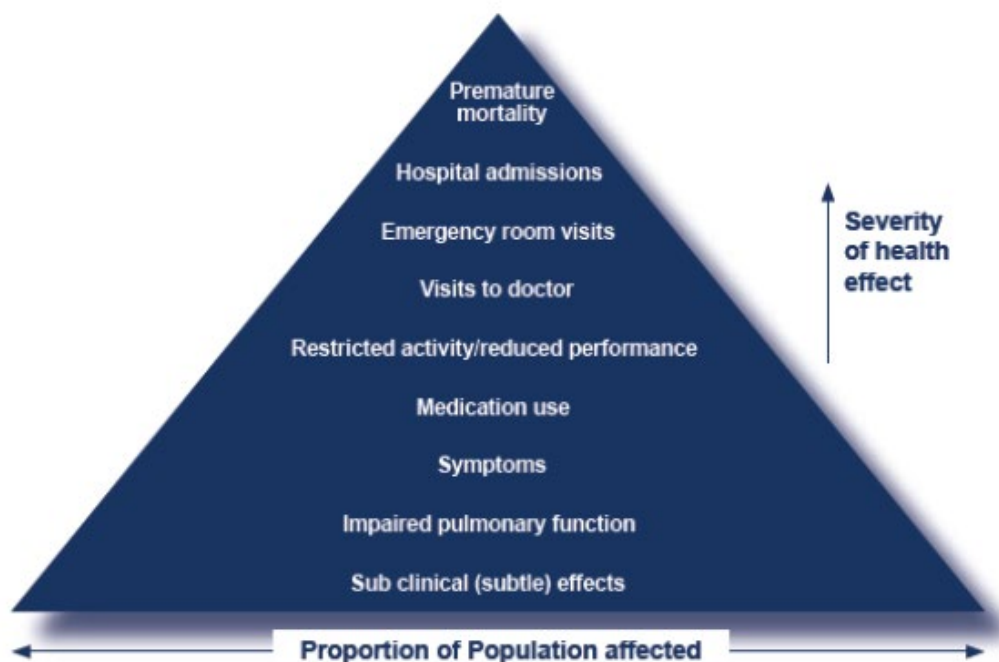 Premature
mortality
Hospital admissions
Emergency room visits
Visits to doctor
Restricted activity/reduced performance
Medication use
Symptoms
Impaired pulmonary function
Sub clinical (subtle) effects
Severity
of health
effect
Proportion of Population affected